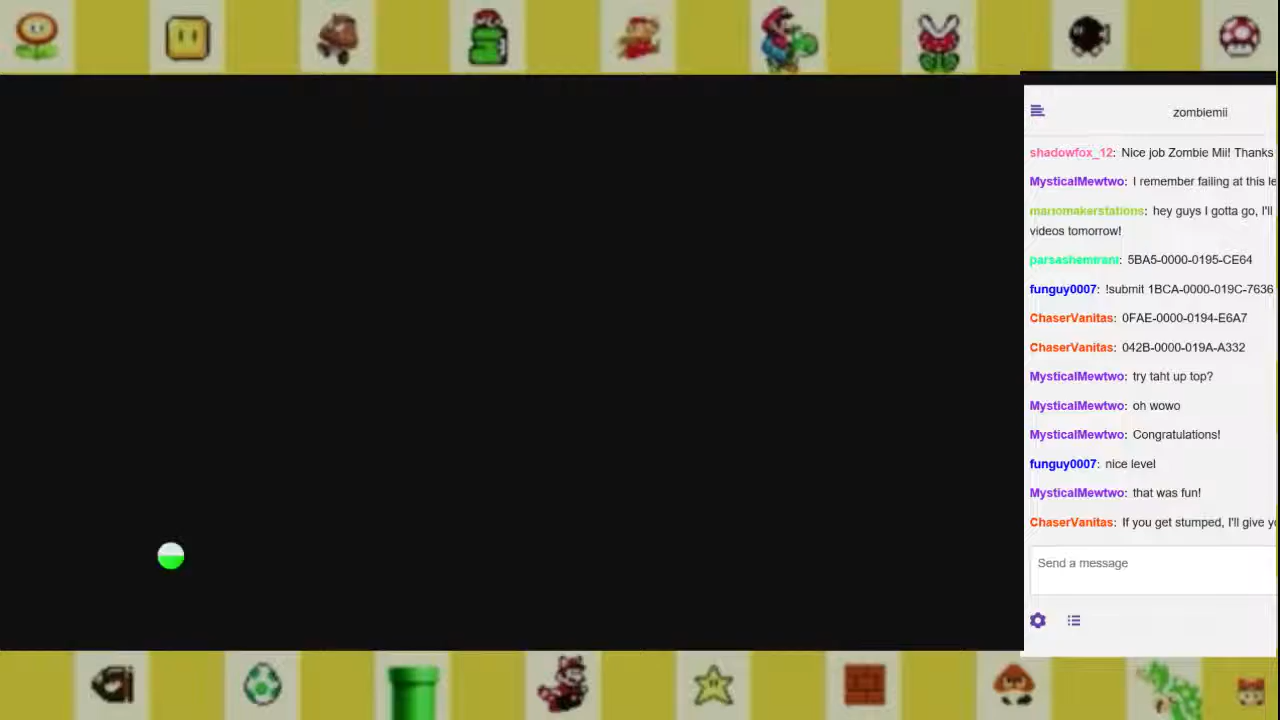 zombiemii
shadowfox_12: Nice job Zombie Mii! Thanks
MysticalMewtwo: I remember failing at this le
mariomakerstations: hey guys I gotta go, I'll
videos tomorrow!
parsashemirani: 5BA5-0000-0195-CE64
funguy0007: !submit 1BCA-0000-019C-7636
ChaserVanitas: 0FAE-0000-0194-E6A7
ChaserVanitas: 042B-0000-019A-A332
MysticalMewtwo: try taht up top?
MysticalMewtwo: oh wowo
MysticalMewtwo: Congratulations!
funguy0007: nice level
MysticalMewtwo: that was fun!
ChaserVanitas: If you get stumped, I'll give yo
Send a message